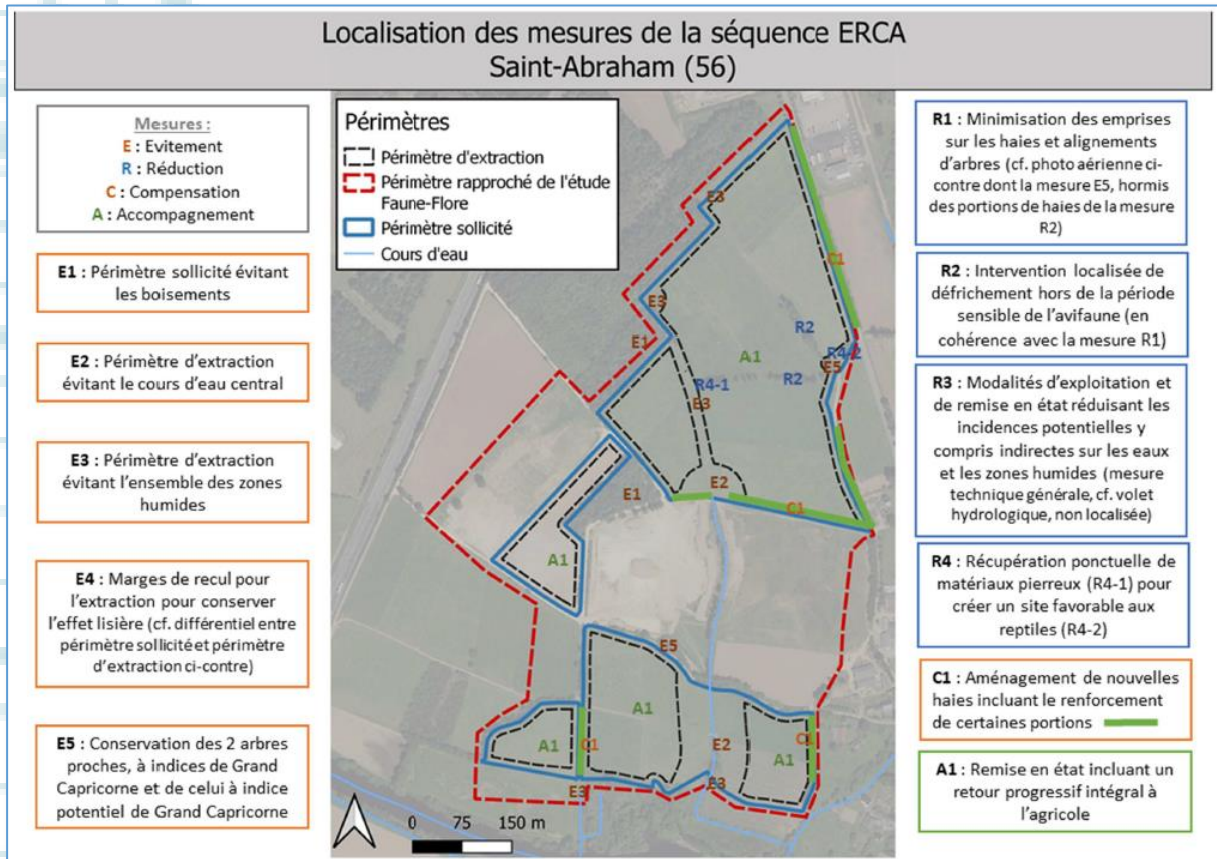 Localisation des mesures de la séquence ERCA
Saint-Abraham (56)
Mesures :
E : Evitement
R : Réduction
C : Compensation
A : Accompagnement
E1 : Périmètre sollicité évitant
les boisements
E2 : Périmètre d'extraction
évitant le cours d'eau central
E3 : Périmètre d'extraction
évitant l'ensemble des zones
humides
E4 : Marges de recul pour
l'extraction pour conserver
l'effet lisière (cf. différentiel entre
périmètre sollicité et périmètre
d'extraction ci-contre)
E5 : Conservation des 2 arbres
proches, à indices de Grand
Capricorne et de celui à indice
potentiel de Grand Capricorne
Périmètres
Périmètre d'extraction
Périmètre rapproché de l'étude
Faune-Flore
Périmètre sollicité
Cours d'eau
E3
C1
E3
R2
E1
R4-2
A1
E5
R4-1
R2
E3
E1
E2
C1
A1
E5
A1
C1
A1
E2
C1
A1
E3
E3
0 75 150 m
R1 : Minimisation des emprises
sur les haies et alignements
d'arbres (cf. photo aérienne ci-
contre dont la mesure E5, hormis
des portions de haies de la mesure
R2)
R2 : Intervention localisée de
défrichement hors de la période
sensible de l'avifaune (en
cohérence avec la mesure R1)
R3 : Modalités d'exploitation et
de remise en état réduisant les
incidences potentielles y
compris indirectes sur les eaux
et les zones humides (mesure
technique générale, cf. volet
hydrologique, non localisée)
R4 : Récupération ponctuelle de
matériaux pierreux (R4-1) pour
créer un site favorable aux
reptiles (R4-2)
C1 : Aménagement de nouvelles
haies incluant le renforcement
de certaines portions
A1 : Remise en état incluant un
retour progressif intégral à
l'agricole